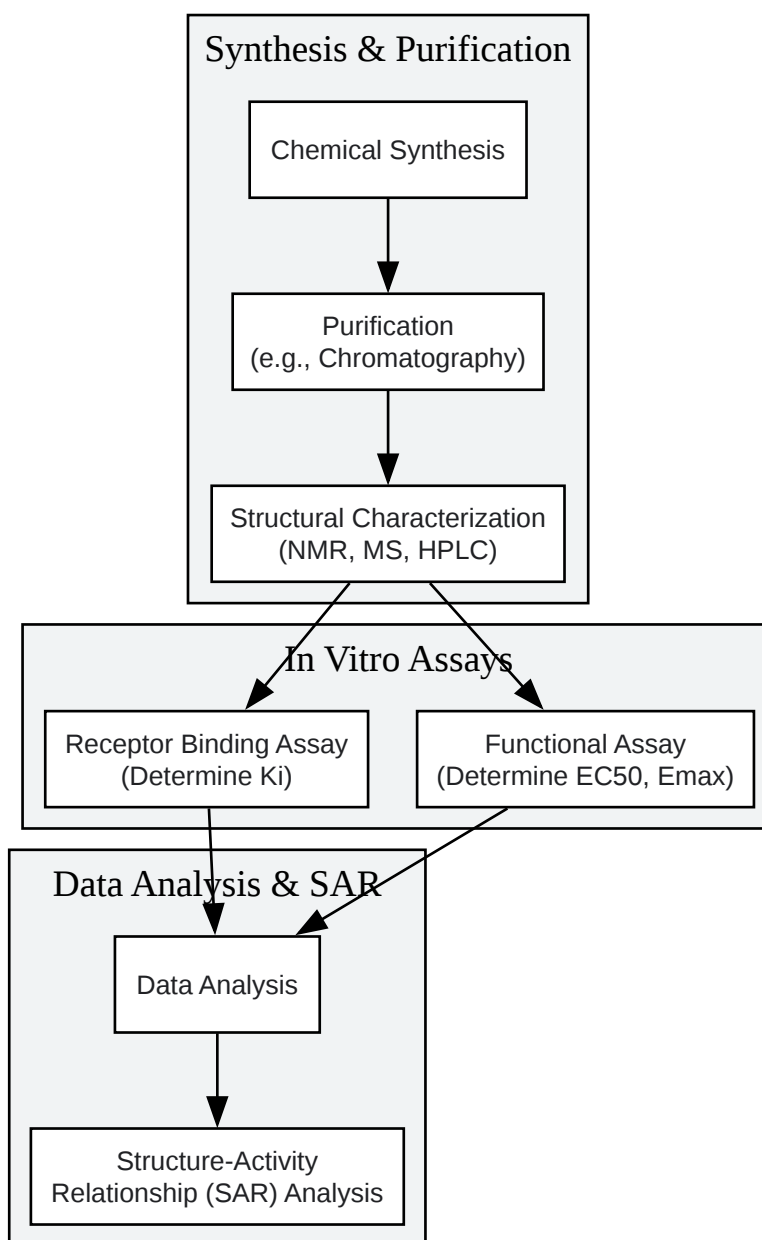 Synthesis & Purification
Chemical Synthesis
Purification
(e.g., Chromatography)
Structural Characterization
(NMR, MS, HPLC)
In Vitro Assays
Receptor Binding Assay
(Determine Ki)
Functional Assay
(Determine EC50, Emax)
Data Analysis & SAR
Data Analysis
Structure-Activity
Relationship (SAR) Analysis